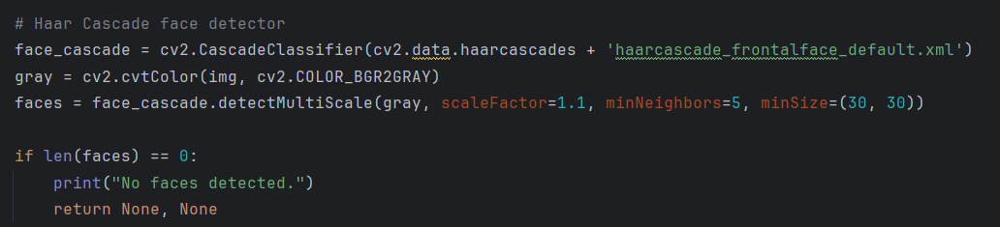 # Haar Cascade face detector
face_cascade = cv2.CascadeClassifier(cv2.data.haarcascades + 'haarcascade_frontalface_default.xml')
gray = cv2.cvtColor(img, cv2.COLOR_BGR2GRAY)
faces = face_cascade.detectMultiScale(gray, scaleFactor=1.1, minNeighbors=5, minSize=(30, 30))

if len(faces) == 0:
    print("No faces detected.")
    return None, None